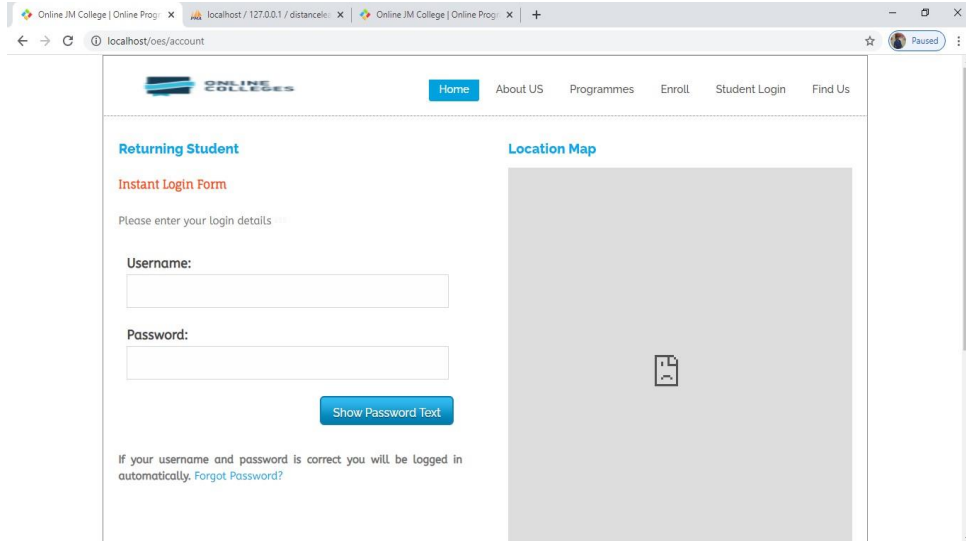 Online JM College | Online Prog
localhost / 127.0.0.1 / distancele
Online JM College | Online Prog
localhost/oes/account
Paused
ONLINE
COLLEGES
Home
About US
Programmes
Enroll
Student Login
Find Us
Returning Student
Location Map
Instant Login Form
Please enter your login details
Username:
Password:
Show Password Text
If your username and password is correct you will be logged in
automatically. Forgot Password?